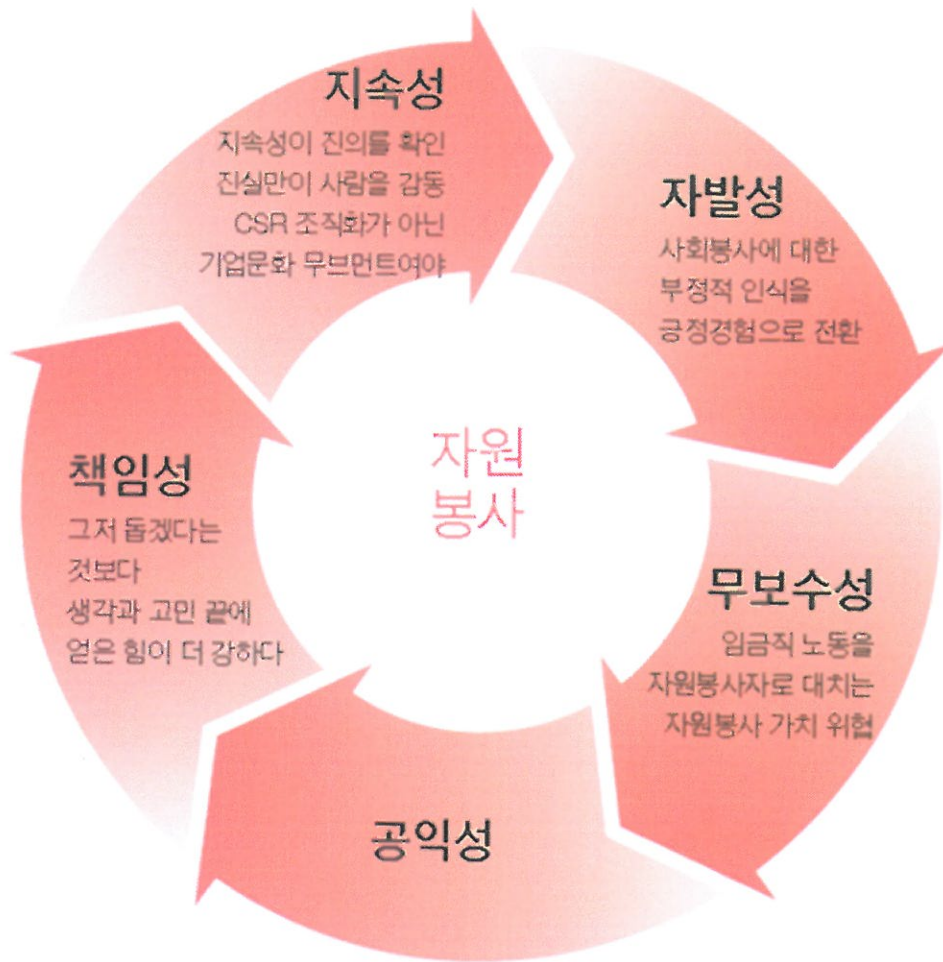 지속성
지속성이 진의를 확인
진실만이 사람을 감동
CSR 조직화가 아닌
기업문화 무브먼트여야
자발성
사회봉사에 대한
부정적 인식을
긍정경험으로 전환
무보수성
임금직 노동을
자원봉사자로 대치는
자원봉사 가치 위협
공익성
책임성
그저 돕겠다는
것보다
생각과 고민 끝에
얻은 힘이 더 강하다
자원
봉사